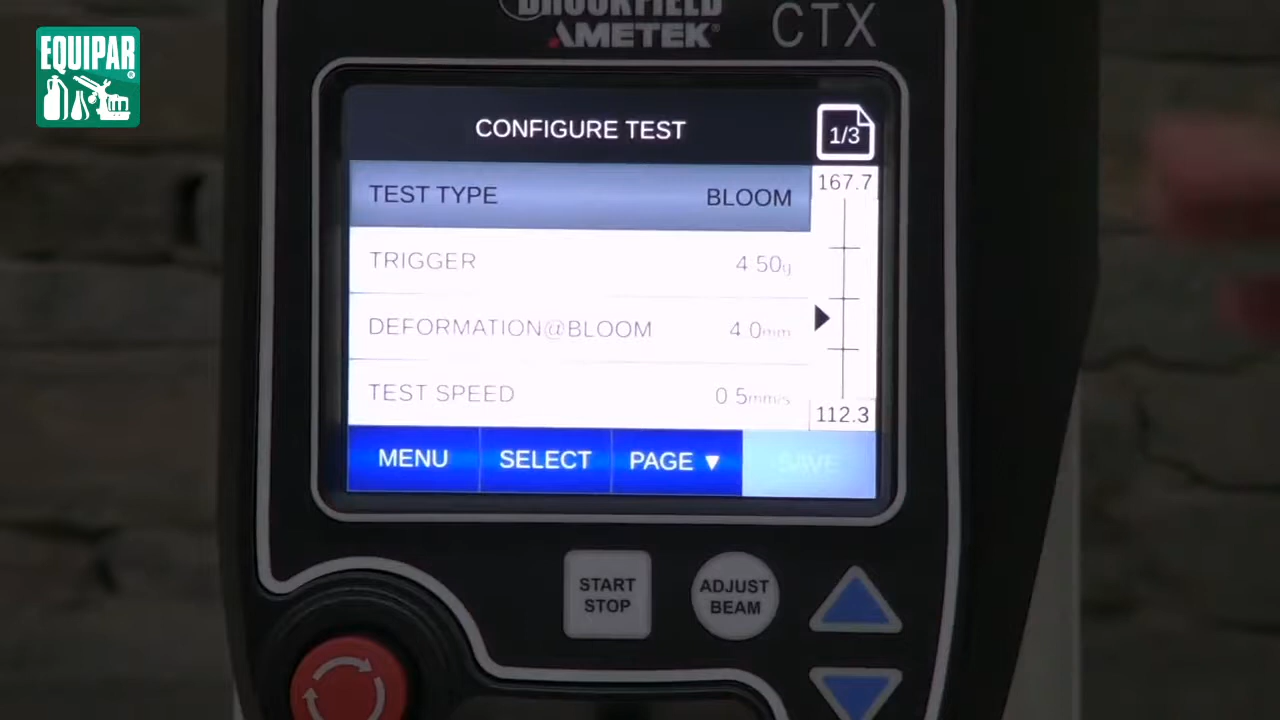 BROOKFIELD
AMETEK®
CTX
EQUIPAR®
CONFIGURE TEST
1/3
TEST TYPE BLOOM
167.7
TRIGGER 4 50g
DEFORMATION@BLOOM 4 0mm
TEST SPEED 0 5mm/s
112.3
MENU SELECT PAGE ▼ SAVE
START
STOP
ADJUST
BEAM